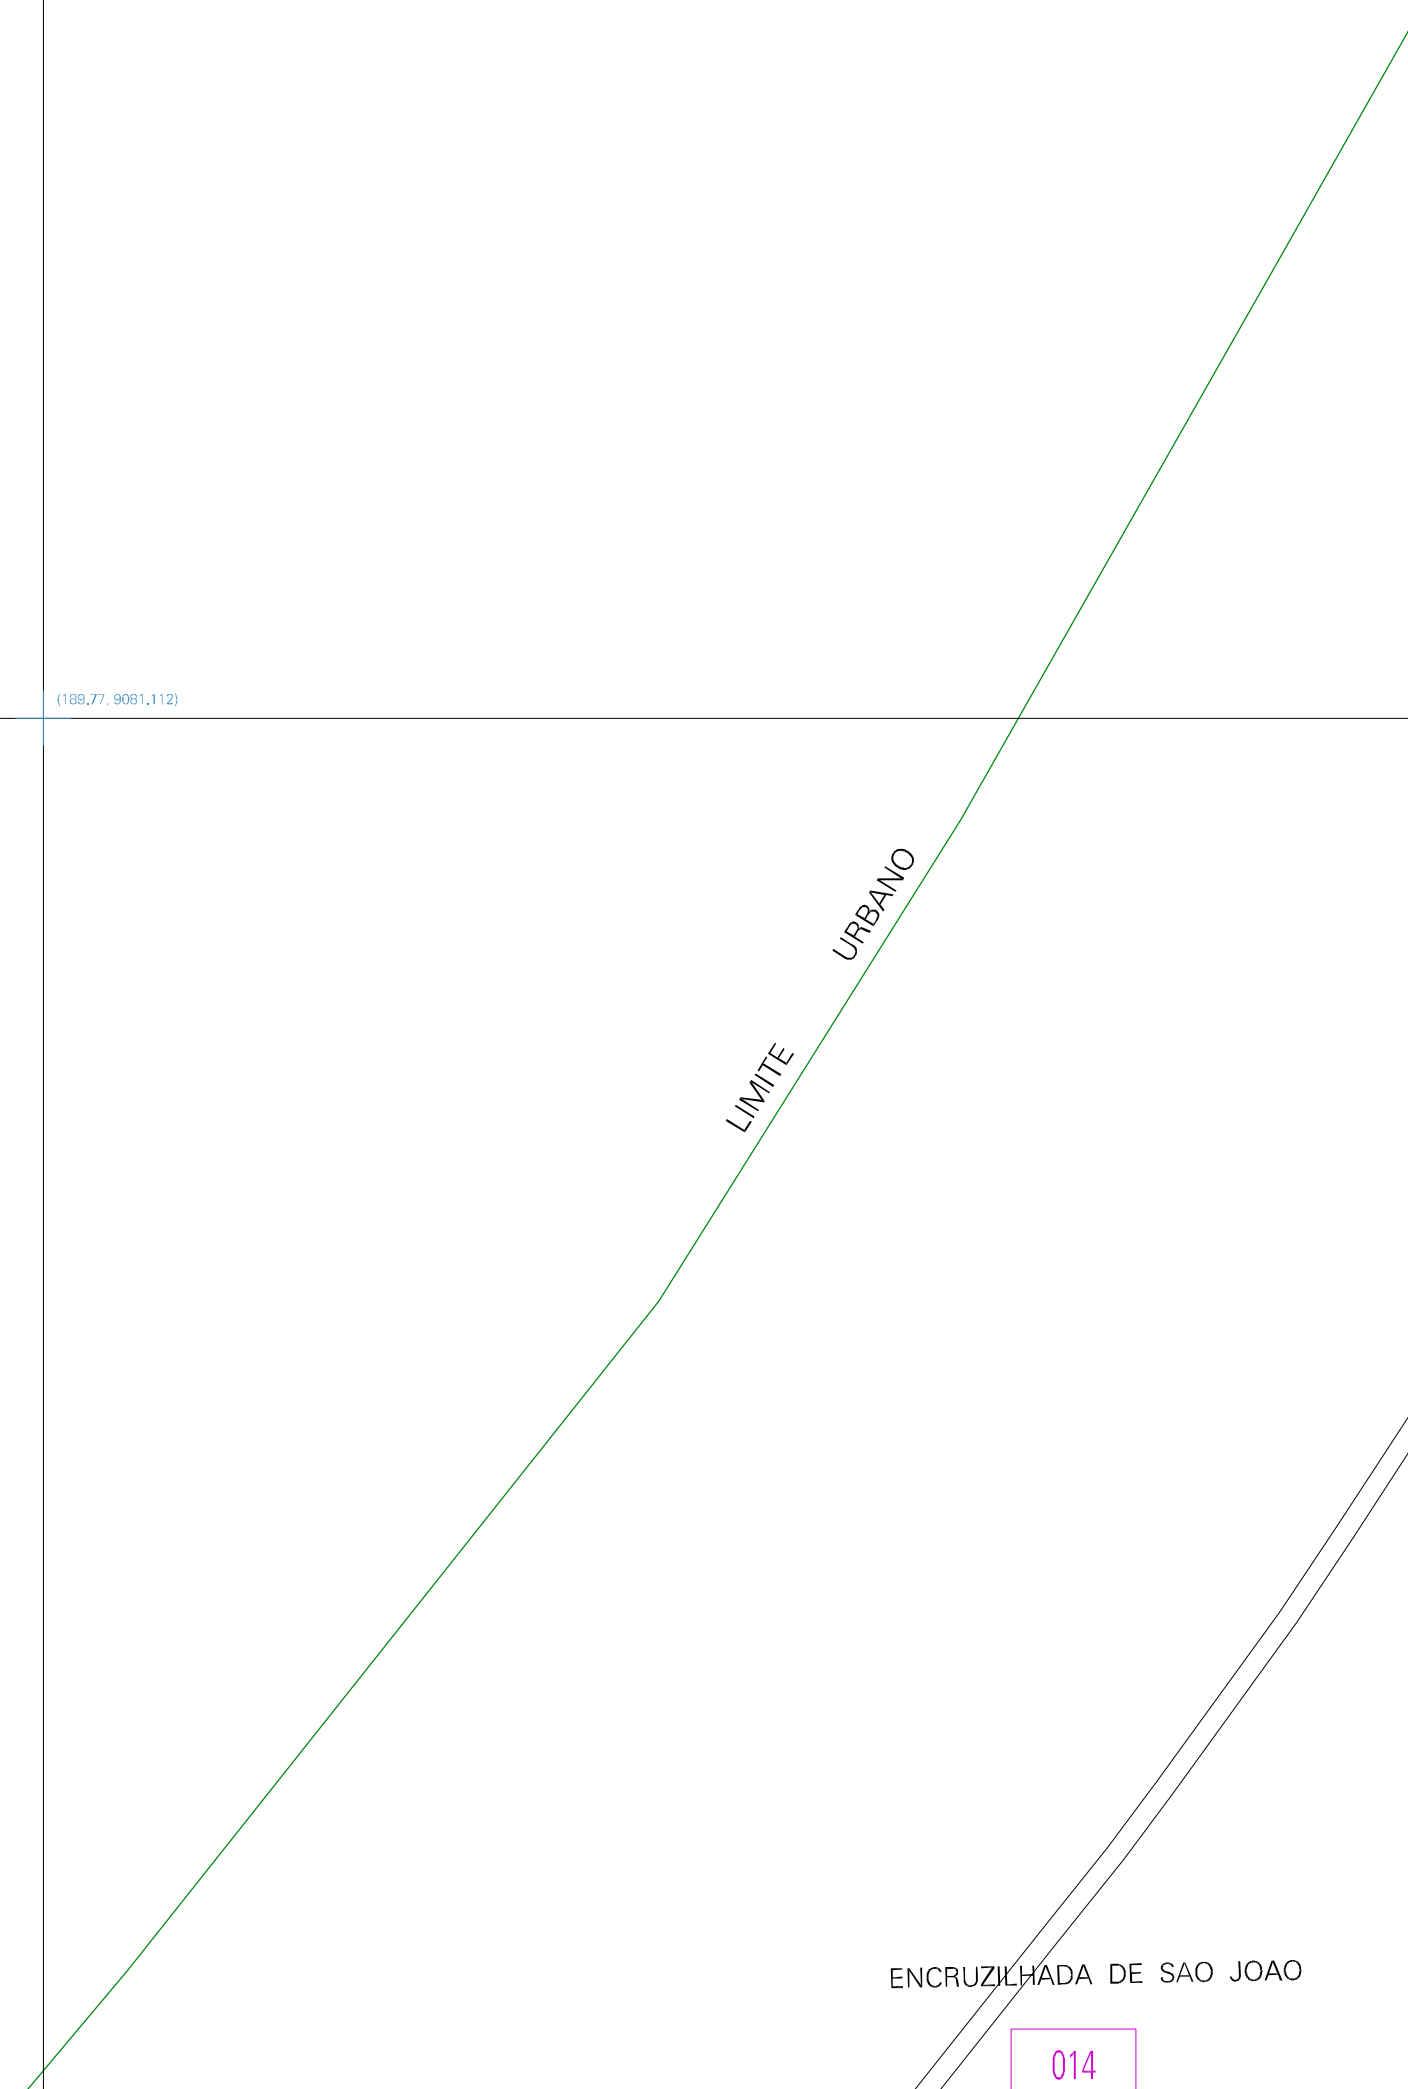 (189.77, 9081.112)
LIMITE URBANO
ENCRUZILHADA DE SAO JOAO
014